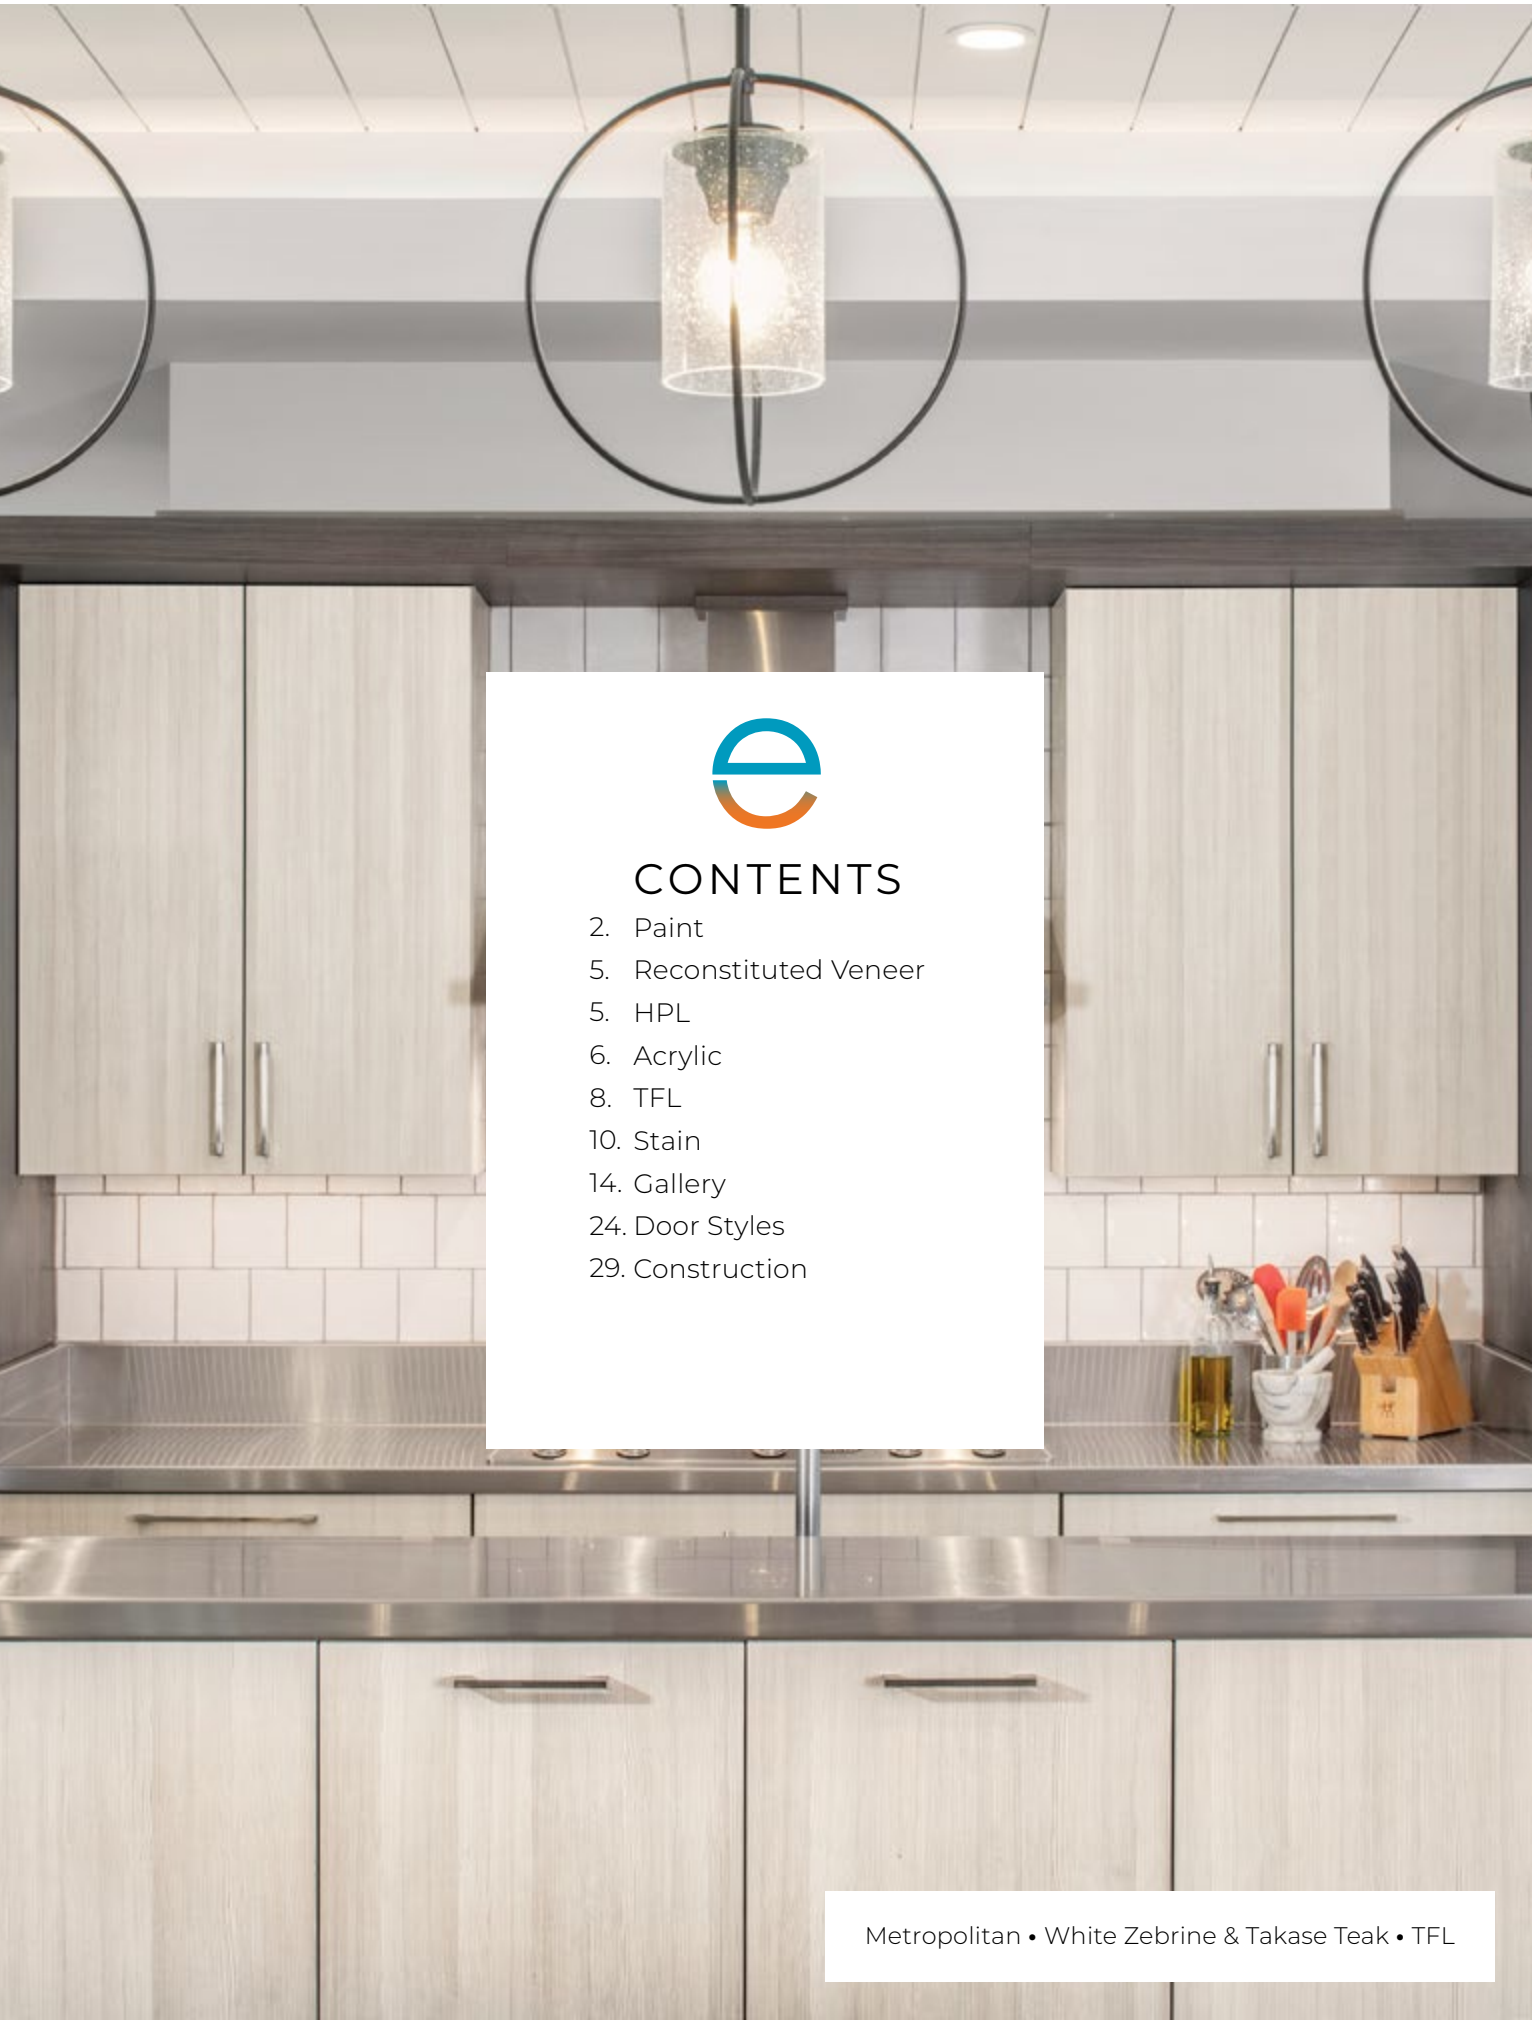 CONTENTS
2. Paint
5. Reconstituted Veneer
5. HPL
6. Acrylic
8. TFL
10. Stain
14. Gallery
24. Door Styles
29. Construction
Metropolitan • White Zebrine & Takase Teak • TFL